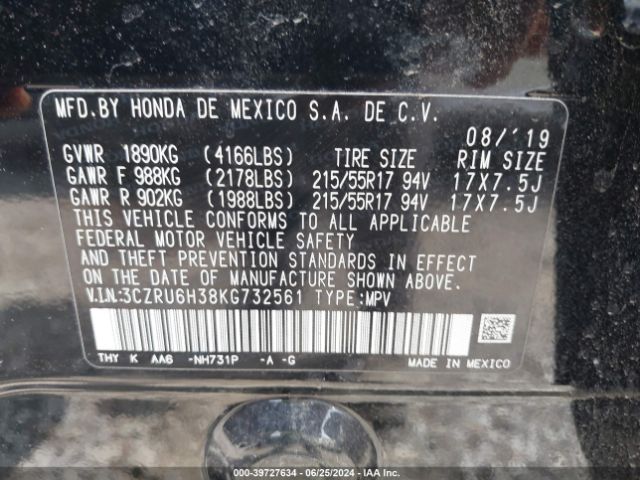 MFD.BY HONDA DE MEXICO S.A. DE C.V.
08/'19
GVWR 1890KG (4166LBS) TIRE SIZE RIM SIZE
GAWR F 988KG (2178LBS) 215/55R17 94V 17X7.5J
GAWR R 902KG (1988LBS) 215/55R17 94V 17X7.5J
THIS VEHICLE CONFORMS TO ALL APPLICABLE
FEDERAL MOTOR VEHICLE SAFETY
AND THEFT PREVENTION STANDARDS IN EFFECT
ON THE DATE OF MANUFACTURE SHOWN ABOVE.
V.I.N.:3CZRU6H38KG732561 TYPE:MPV
THY K AA6 -NH731P -A -G MADE IN MEXICO
000-39727634 - 06/25/2024 - IAA Inc.